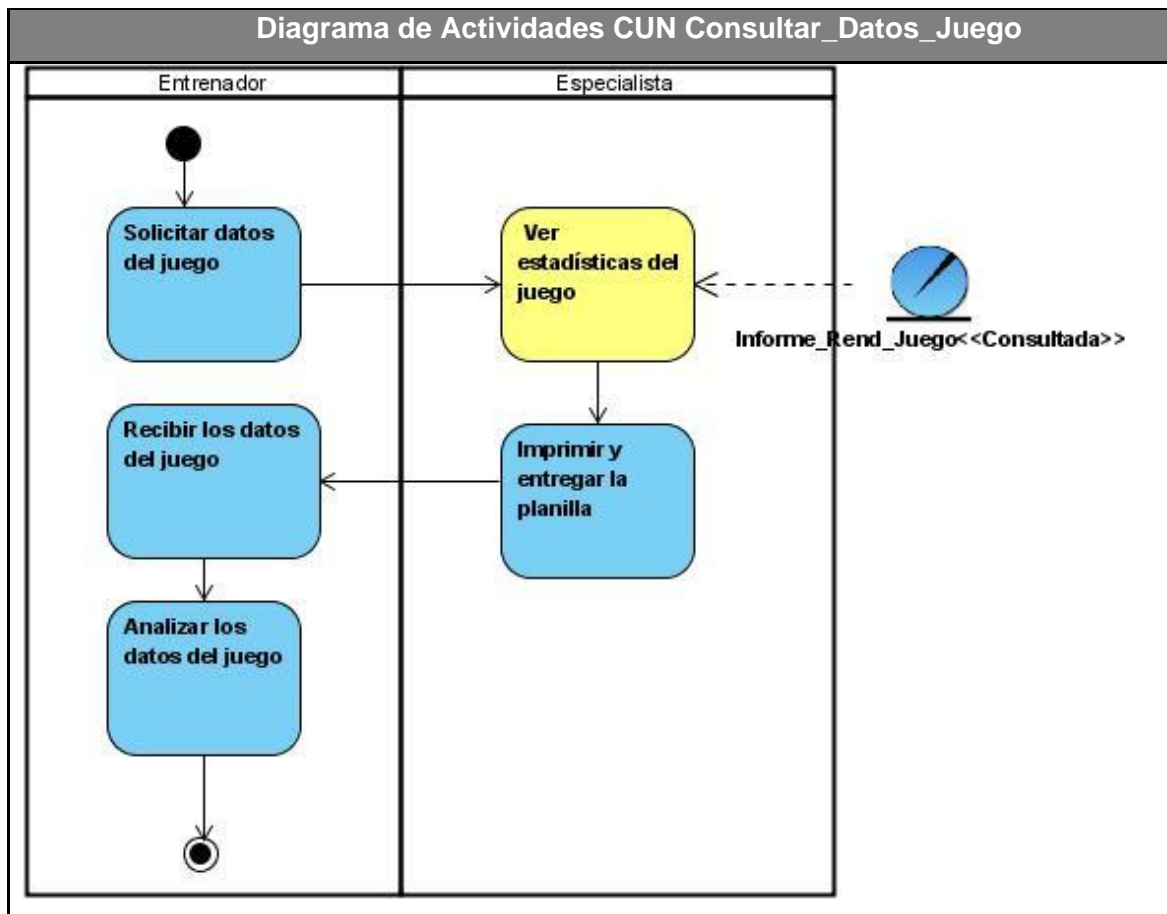 Diagrama de Actividades CUN Consultar_Datos_Juego
Entrenador
Especialista
Solicitar datos
del juego
Ver
estadísticas del
juego
Informe_Rend_Juego<<Consultada>>
Recibir los datos
del juego
Imprimir y
entregar la
planilla
Analizar los
datos del juego